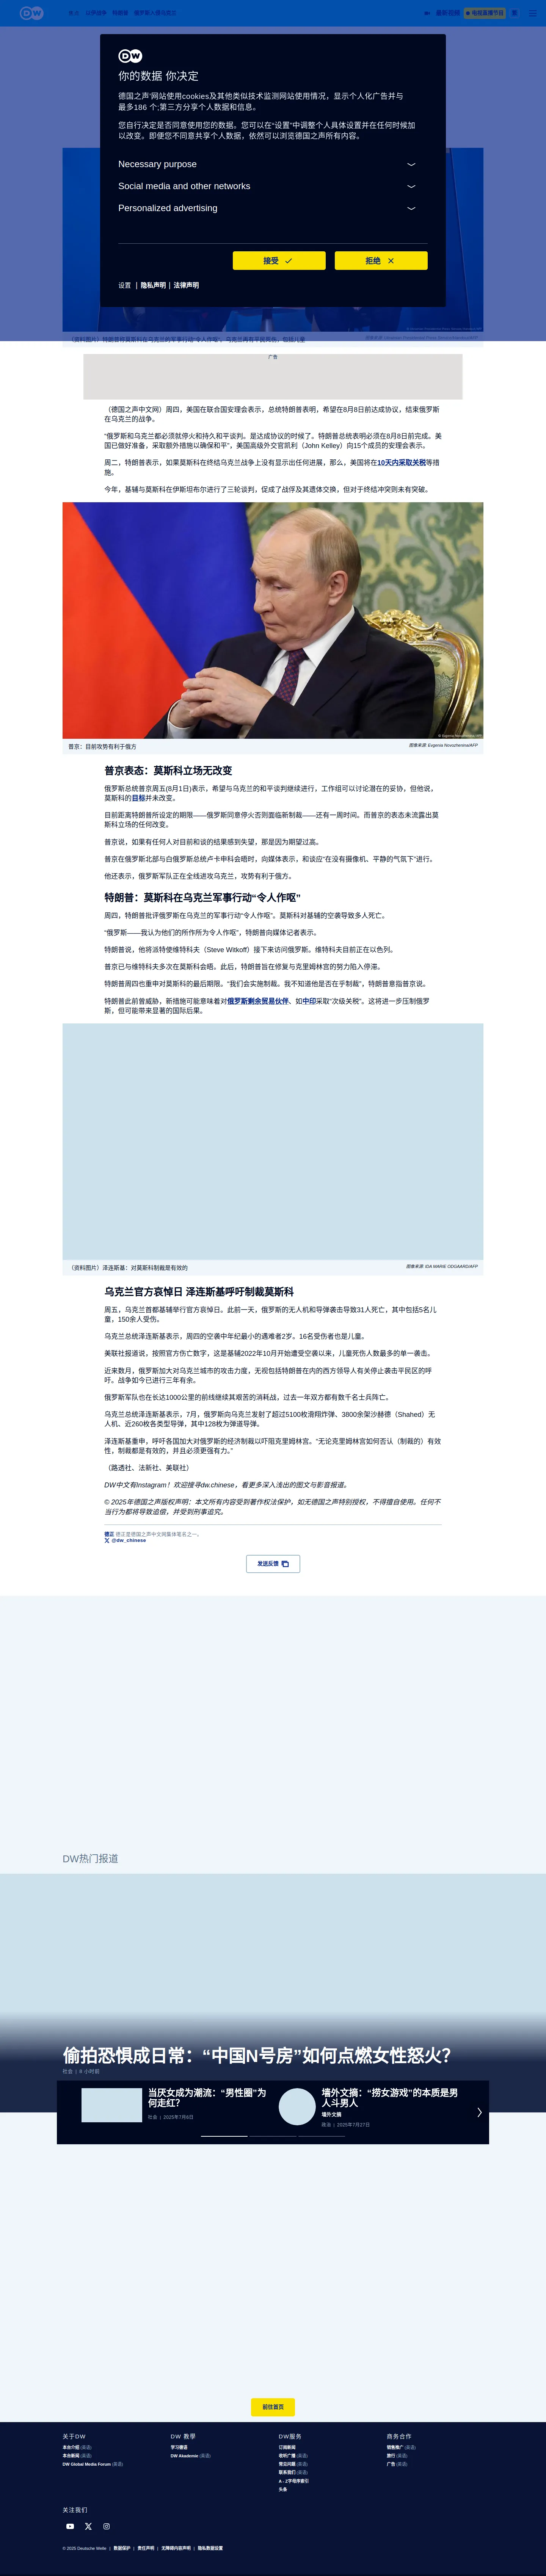 DW
以伊战争
特朗普
俄罗斯入侵乌克兰
最新视频
电视直播节目
DW
你的数据 你决定
德国之声'网站使用cookies及其他类似技术监测网站使用情况，显示个人化广告并与
最多186 个;第三方分享个人数据和信息。
您自行决定是否同意使用您的数据。您可以在“设置”中调整个人具体设置并在任何时候加
以改变。即便您不同意共享个人数据，依然可以浏览德国之声所有内容。
Necessary purpose
Social media and other networks
Personalized advertising
接受
拒绝
设置 | 隐私声明 | 法律声明
广告
（德国之声中文网）周四，美国在联合国安理会表示，总统特朗普表明，希望在8月8日前达成协议，结束俄罗斯
在乌克兰的战争。
“俄罗斯和乌克兰都必须就停火和持久和平谈判。是达成协议的时候了。特朗普总统表明必须在8月8日前完成。美
国已做好准备，采取额外措施以确保和平”，美国高级外交官凯利（John Kelley）向15个成员的安理会表示。
周二，特朗普表示，如果莫斯科在终结乌克兰战争上没有显示出任何进展，那么，美国将在10天内采取关税等措
施。
今年，基辅与莫斯科在伊斯坦布尔进行了三轮谈判，促成了战俘及其遗体交换，但对于终结冲突则未有突破。
普京：目前攻势有利于俄方
图像来源: Evgenia Novozhenina/AFP
普京表态：莫斯科立场无改变
俄罗斯总统普京周五(8月1日)表示，希望与乌克兰的和平谈判继续进行，工作组可以讨论潜在的妥协，但他说，
莫斯科的目标并未改变。
目前距离特朗普所设定的期限——俄罗斯同意停火否则面临新制裁——还有一周时间。而普京的表态未流露出莫
斯科立场的任何改变。
普京说，如果有任何人对目前和谈的结果感到失望，那是因为期望过高。
普京在俄罗斯北部与白俄罗斯总统卢卡申科会晤时，向媒体表示，和谈应“在没有摄像机、平静的气氛下”进行。
他还表示，俄罗斯军队正在全线进攻乌克兰，攻势有利于俄方。
特朗普：莫斯科在乌克兰军事行动“令人作呕”
周四，特朗普批评俄罗斯在乌克兰的军事行动“令人作呕”。莫斯科对基辅的空袭导致多人死亡。
“俄罗斯——我认为他们的所作所为令人作呕”，特朗普向媒体记者表示。
特朗普说，他将派特使维特科夫（Steve Witkoff）接下来访问俄罗斯。维特科夫目前正在以色列。
普京已与维特科夫多次在莫斯科会晤。此后，特朗普旨在修复与克里姆林宫的努力陷入停滞。
特朗普周四也重申对莫斯科的最后期限。“我们会实施制裁。我不知道他是否在乎制裁”，特朗普意指普京说。
特朗普此前曾威胁，新措施可能意味着对俄罗斯剩余贸易伙伴、如中印采取“次级关税”。这将进一步压制俄罗
斯，但可能带来显著的国际后果。
（资料图片）泽连斯基：对莫斯科制裁是有效的
图像来源: IDA MARIE ODGAARD/AFP
乌克兰官方哀悼日 泽连斯基呼吁制裁莫斯科
周五，乌克兰首都基辅举行官方哀悼日。此前一天，俄罗斯的无人机和导弹袭击导致31人死亡，其中包括5名儿
童，150余人受伤。
乌克兰总统泽连斯基表示，周四的空袭中年纪最小的遇难者2岁。16名受伤者也是儿童。
美联社报道说，按照官方伤亡数字，这是基辅2022年10月开始遭受空袭以来，儿童死伤人数最多的单一袭击。
近来数月，俄罗斯加大对乌克兰城市的攻击力度，无视包括特朗普在内的西方领导人有关停止袭击平民区的呼
吁。战争如今已进行三年有余。
俄罗斯军队也在长达1000公里的前线继续其艰苦的消耗战，过去一年双方都有数千名士兵阵亡。
乌克兰总统泽连斯基表示，7月，俄罗斯向乌克兰发射了超过5100枚滑翔炸弹、3800余架沙赫德（Shahed）无
人机、近260枚各类型导弹，其中128枚为弹道导弹。
泽连斯基重申，呼吁各国加大对俄罗斯的经济制裁以吓阻克里姆林宫。“无论克里姆林宫如何否认（制裁的）有效
性，制裁都是有效的，并且必须更强有力。”
（路透社、法新社、美联社）
DW中文有Instagram！欢迎搜寻dw.chinese，看更多深入浅出的图文与影音报道。
© 2025年德国之声版权声明：本文所有内容受到著作权法保护，如无德国之声特别授权，不得擅自使用。任何不
当行为都将导致追偿，并受到刑事追究。
德正 德正是德国之声中文网集体笔名之一。
@dw_chinese
发送反馈
DW热门报道
偷拍恐惧成日常：“中国N号房”如何点燃女性怒火？
社会 | 8 小时前
当厌女成为潮流：“男性圈”为
何走红？
社会 | 2025年7月6日
墙外文摘：“捞女游戏”的本质是男
人斗男人
墙外文摘
政治 | 2025年7月27日
前往首页
关于DW
本台介绍 (英语)
本台新闻 (英语)
DW Global Media Forum (英语)
DW 教學
学习德语
DW Akademie (英语)
DW服务
订阅新闻
收听广播 (英语)
常见问题 (英语)
联系我们 (英语)
A - Z字母序索引
头条
商务合作
销售推广 (英语)
旅行 (英语)
广告 (英语)
关注我们
© 2025 Deutsche Welle | 数据保护 | 责任声明 | 无障碍内容声明 | 隐私数据设置